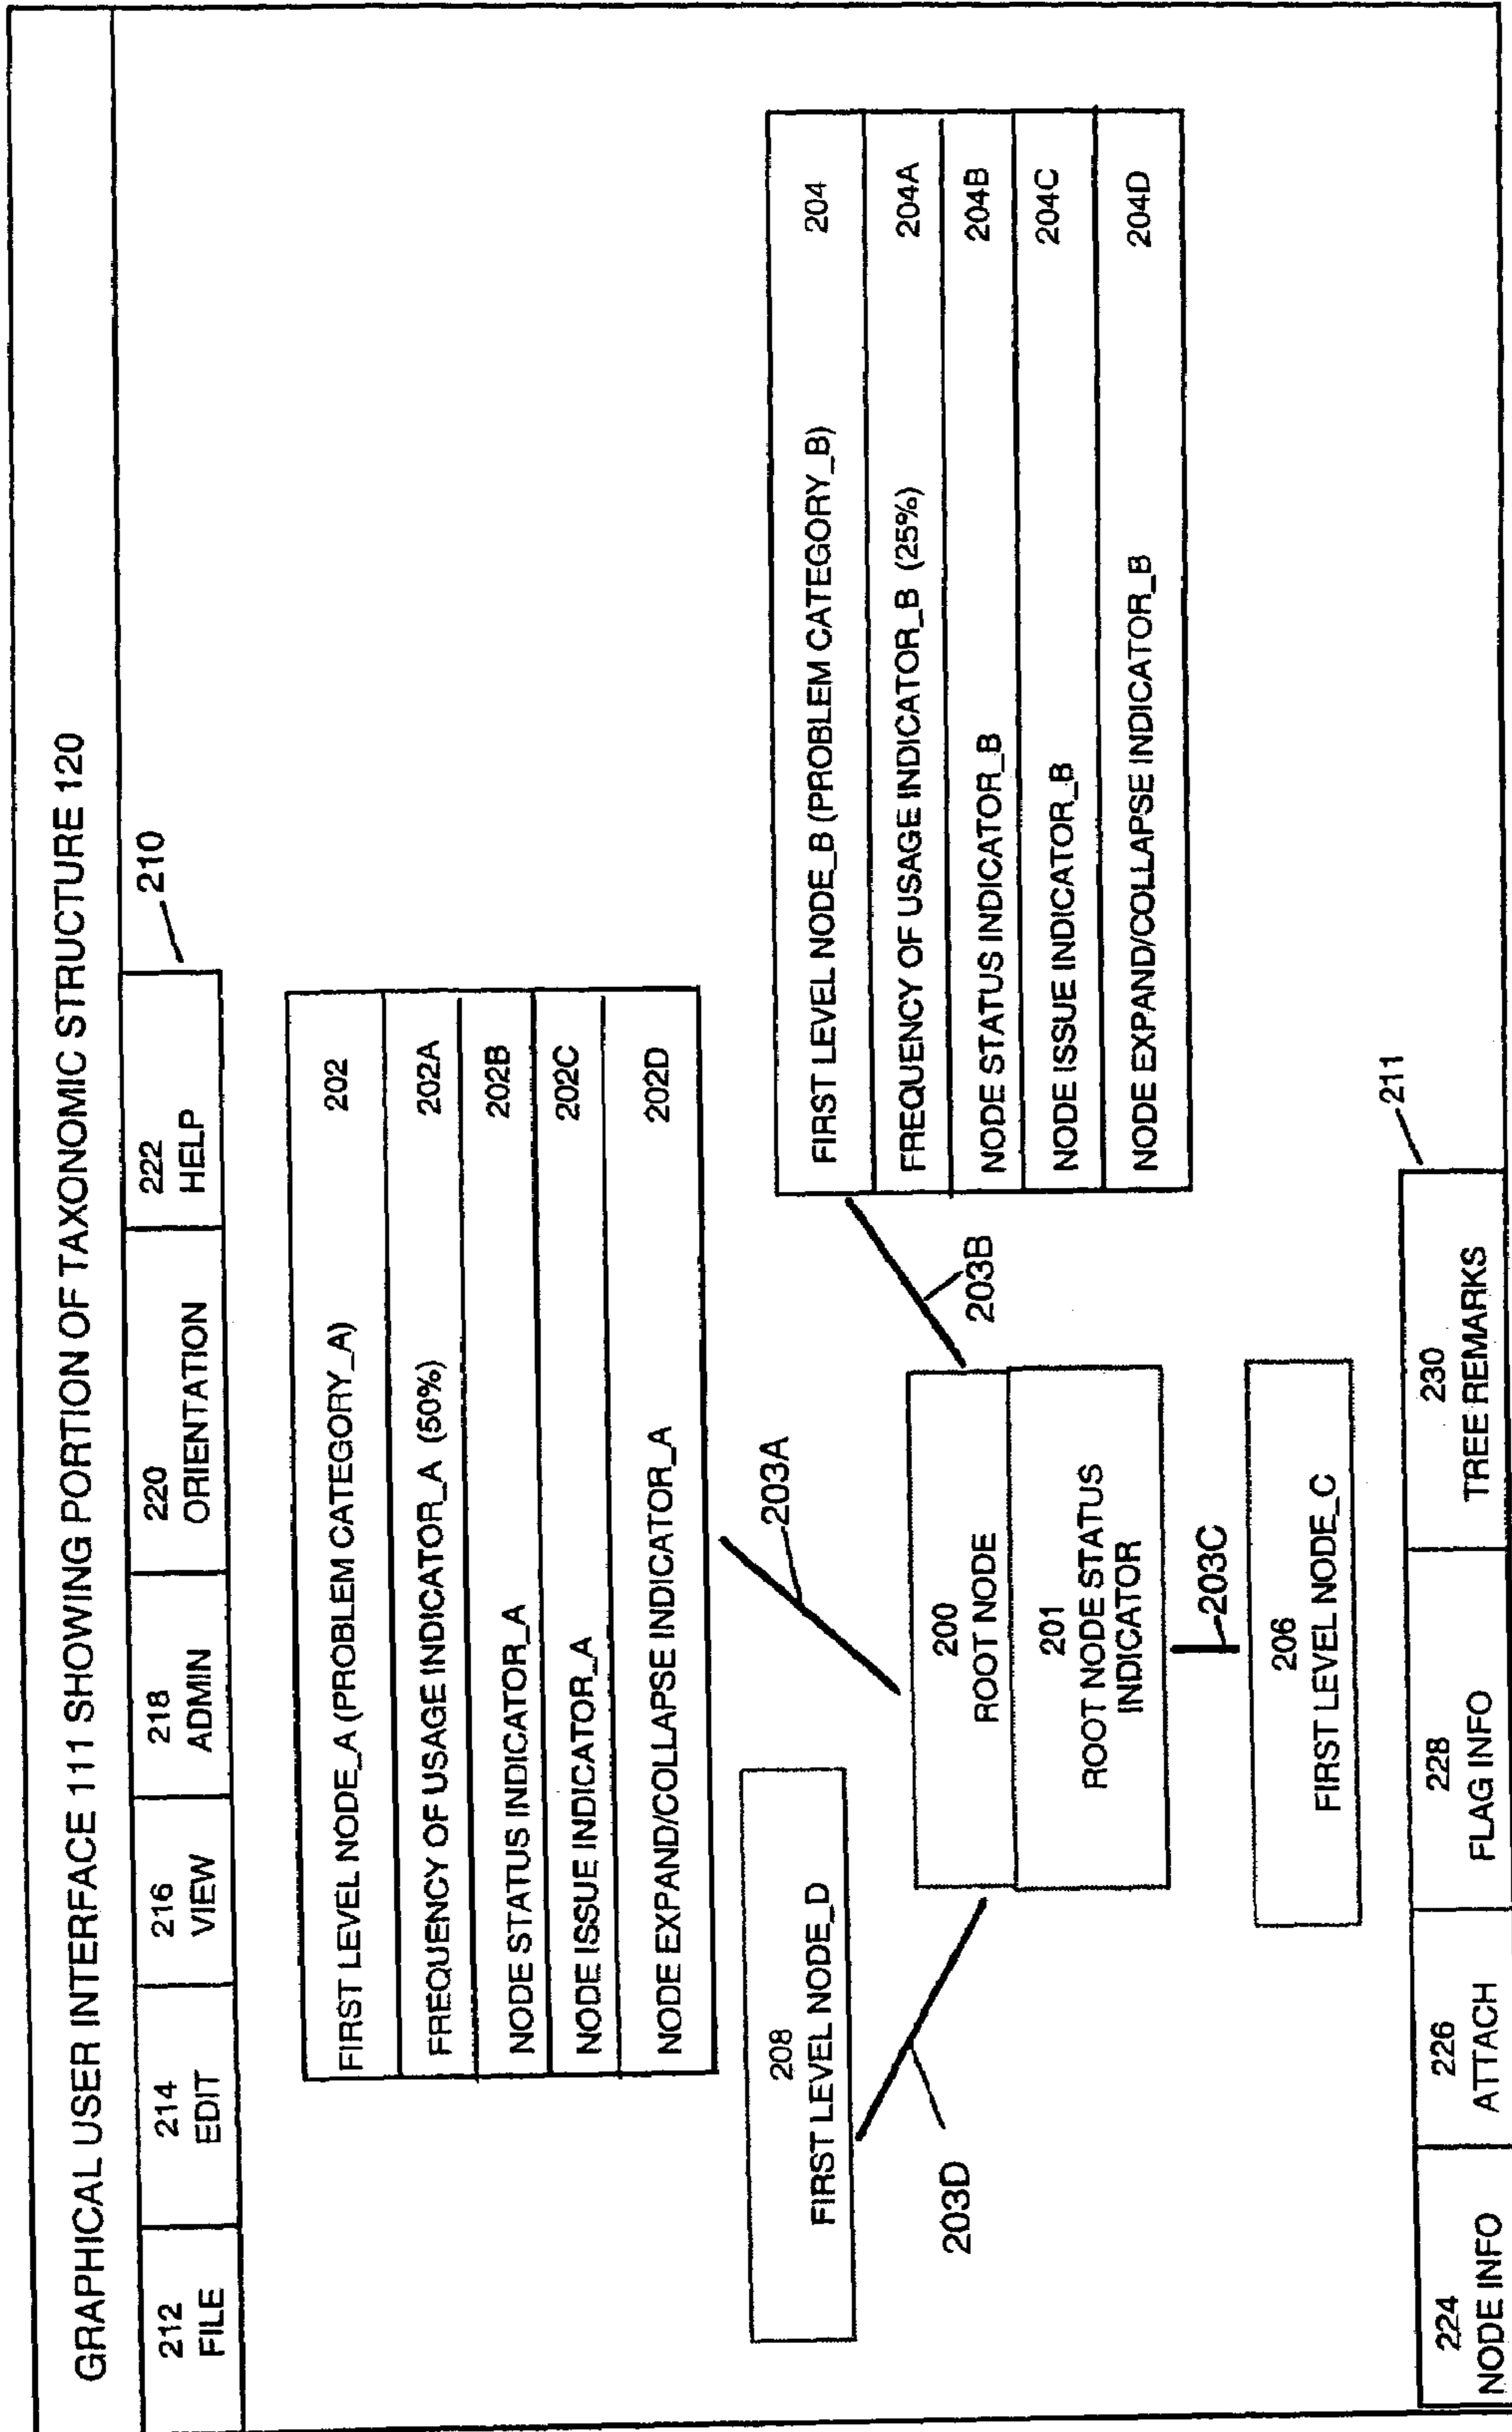 GRAPHICAL USER INTERFACE 111 SHOWING PORTION OF TAXONOMIC STRUCTURE 120
212
FILE
214
EDIT
216
VIEW
218
ADMIN
220
ORIENTATION
222
HELP
210
FIRST LEVEL NODE_A (PROBLEM CATEGORY_A) 202
FREQUENCY OF USAGE INDICATOR_A (50%) 202A
NODE STATUS INDICATOR_A 202B
NODE ISSUE INDICATOR_A 202C
NODE EXPAND/COLLAPSE INDICATOR_A 202D
203A
208
FIRST LEVEL NODE_D
203D
200
ROOT NODE
201
ROOT NODE STATUS
INDICATOR
203B
FIRST LEVEL NODE_B (PROBLEM CATEGORY_B) 204
FREQUENCY OF USAGE INDICATOR_B (25%) 204A
NODE STATUS INDICATOR_B 204B
NODE ISSUE INDICATOR_B 204C
NODE EXPAND/COLLAPSE INDICATOR_B 204D
203C
206
FIRST LEVEL NODE_C
224
NODE INFO
226
ATTACH
228
FLAG INFO
230
TREE REMARKS
211